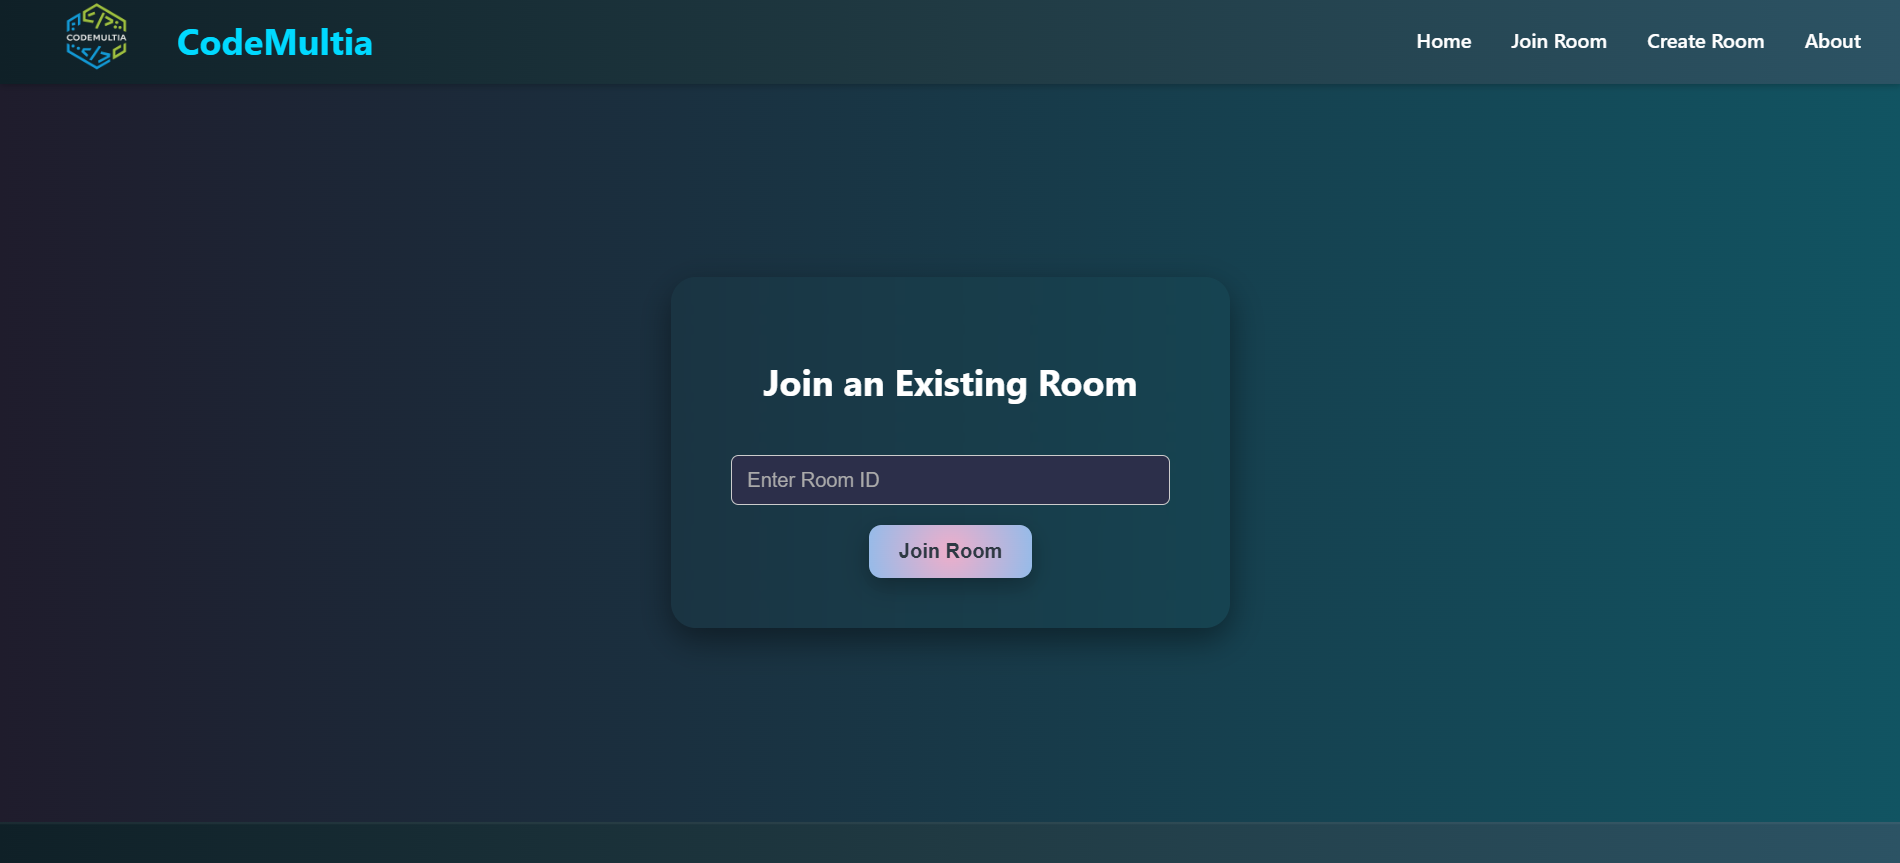 CODEMULTIA
CodeMultia
Home
Join Room
Create Room
About
Join an Existing Room
Enter Room ID
Join Room